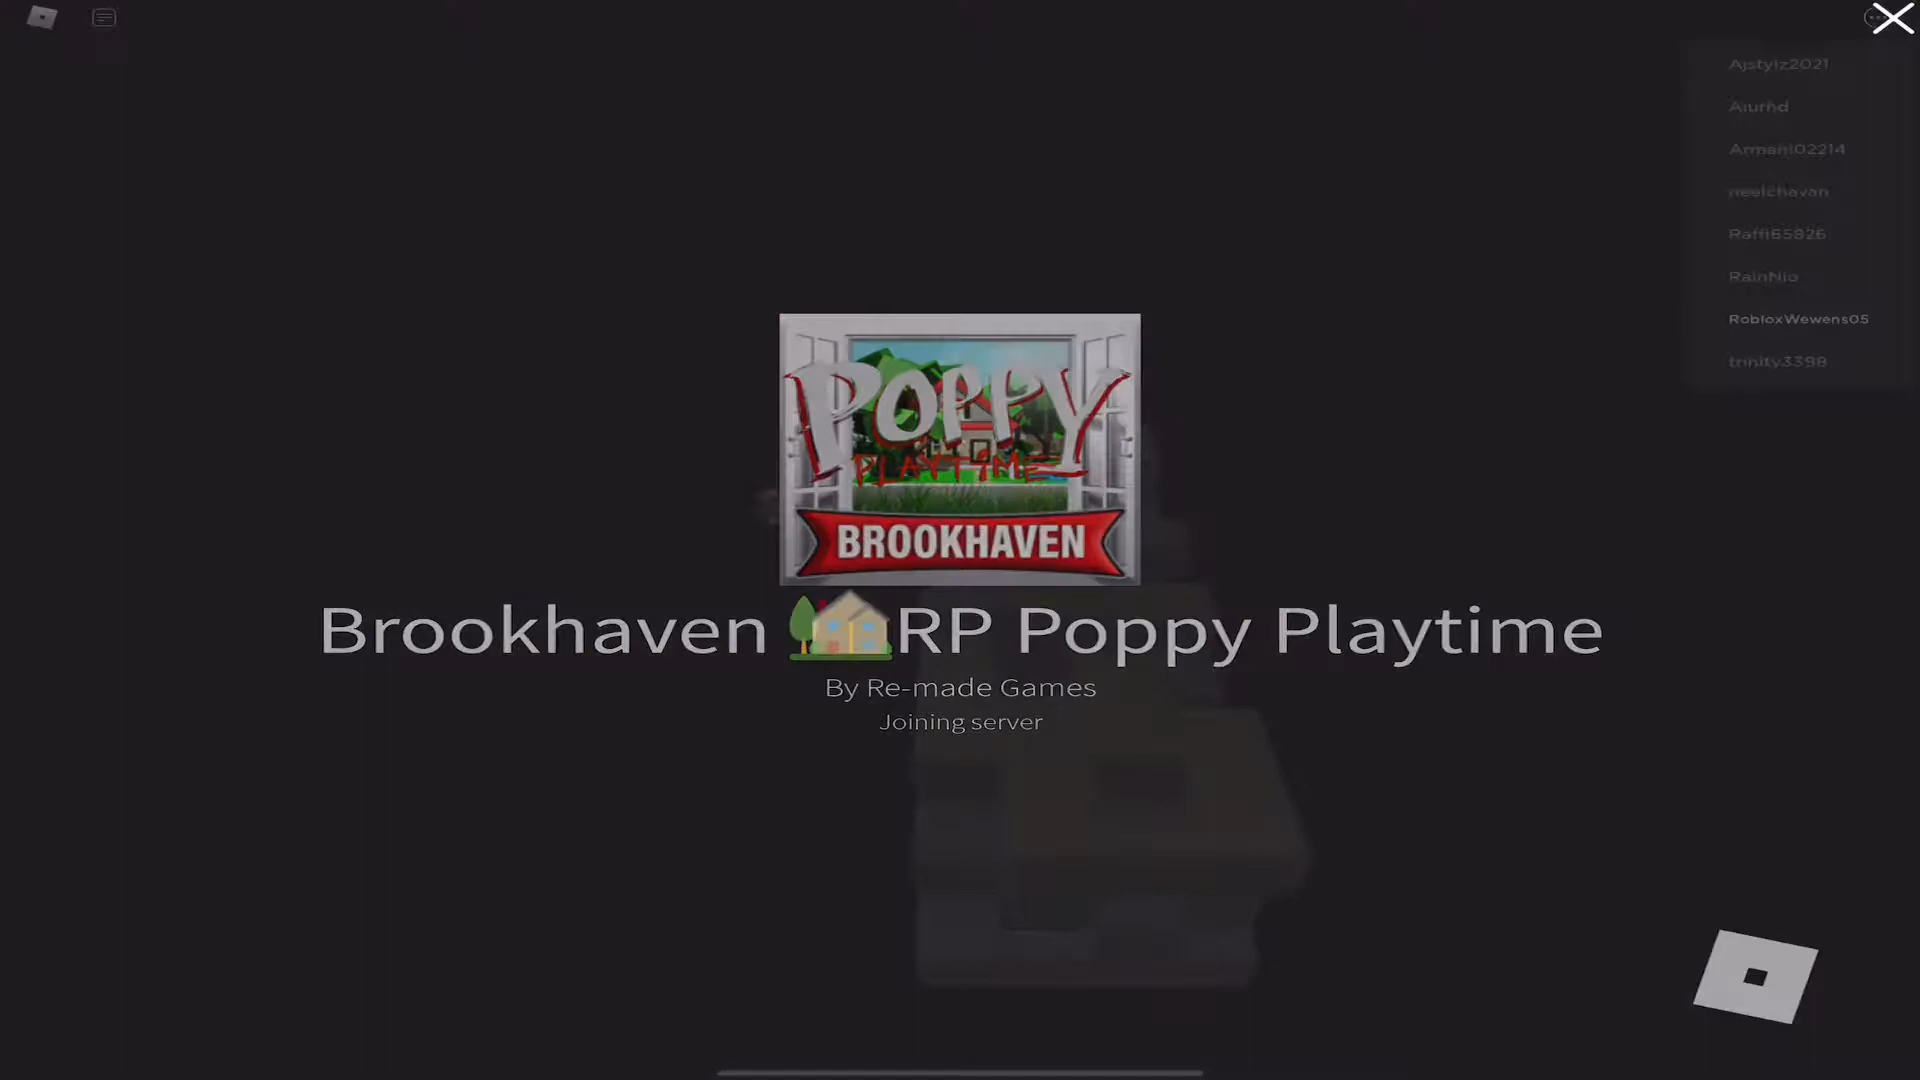 Ajstylz2021
Armani02214
neelchavan
Raffi65826
RainNio
RobloxWewens05
trinity3398
POPPY
PLAYTIME
BROOKHAVEN
Brookhaven 🏡RP Poppy Playtime
By Re-made Games
Joining server